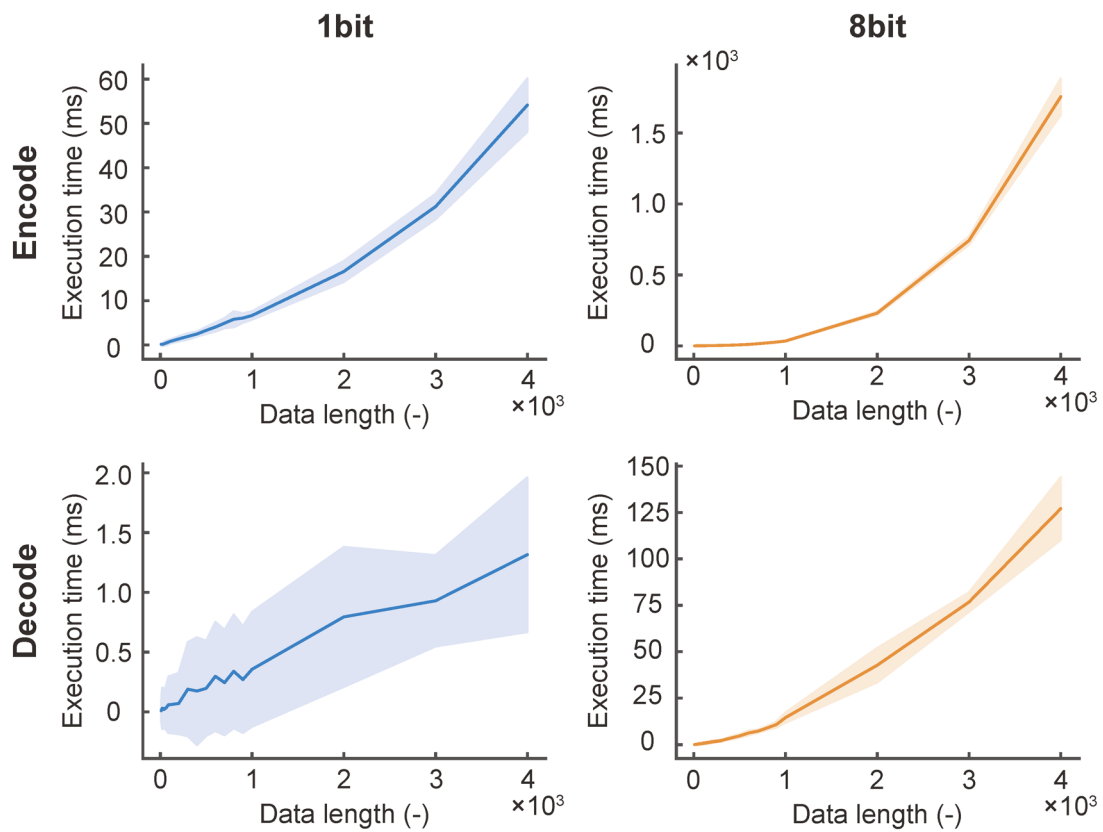 1bit
8bit
Encode
Execution time (ms)
60
50
40
30
20
10
0
0 1 2 3 4
×10³
Data length (-)
×10³
Execution time (ms)
1.5
1.0
0.5
0
0 1 2 3 4
×10³
Data length (-)
Decode
Execution time (ms)
2.0
1.5
1.0
0.5
0
0 1 2 3 4
×10³
Data length (-)
Execution time (ms)
150
125
100
75
50
25
0
0 1 2 3 4
×10³
Data length (-)